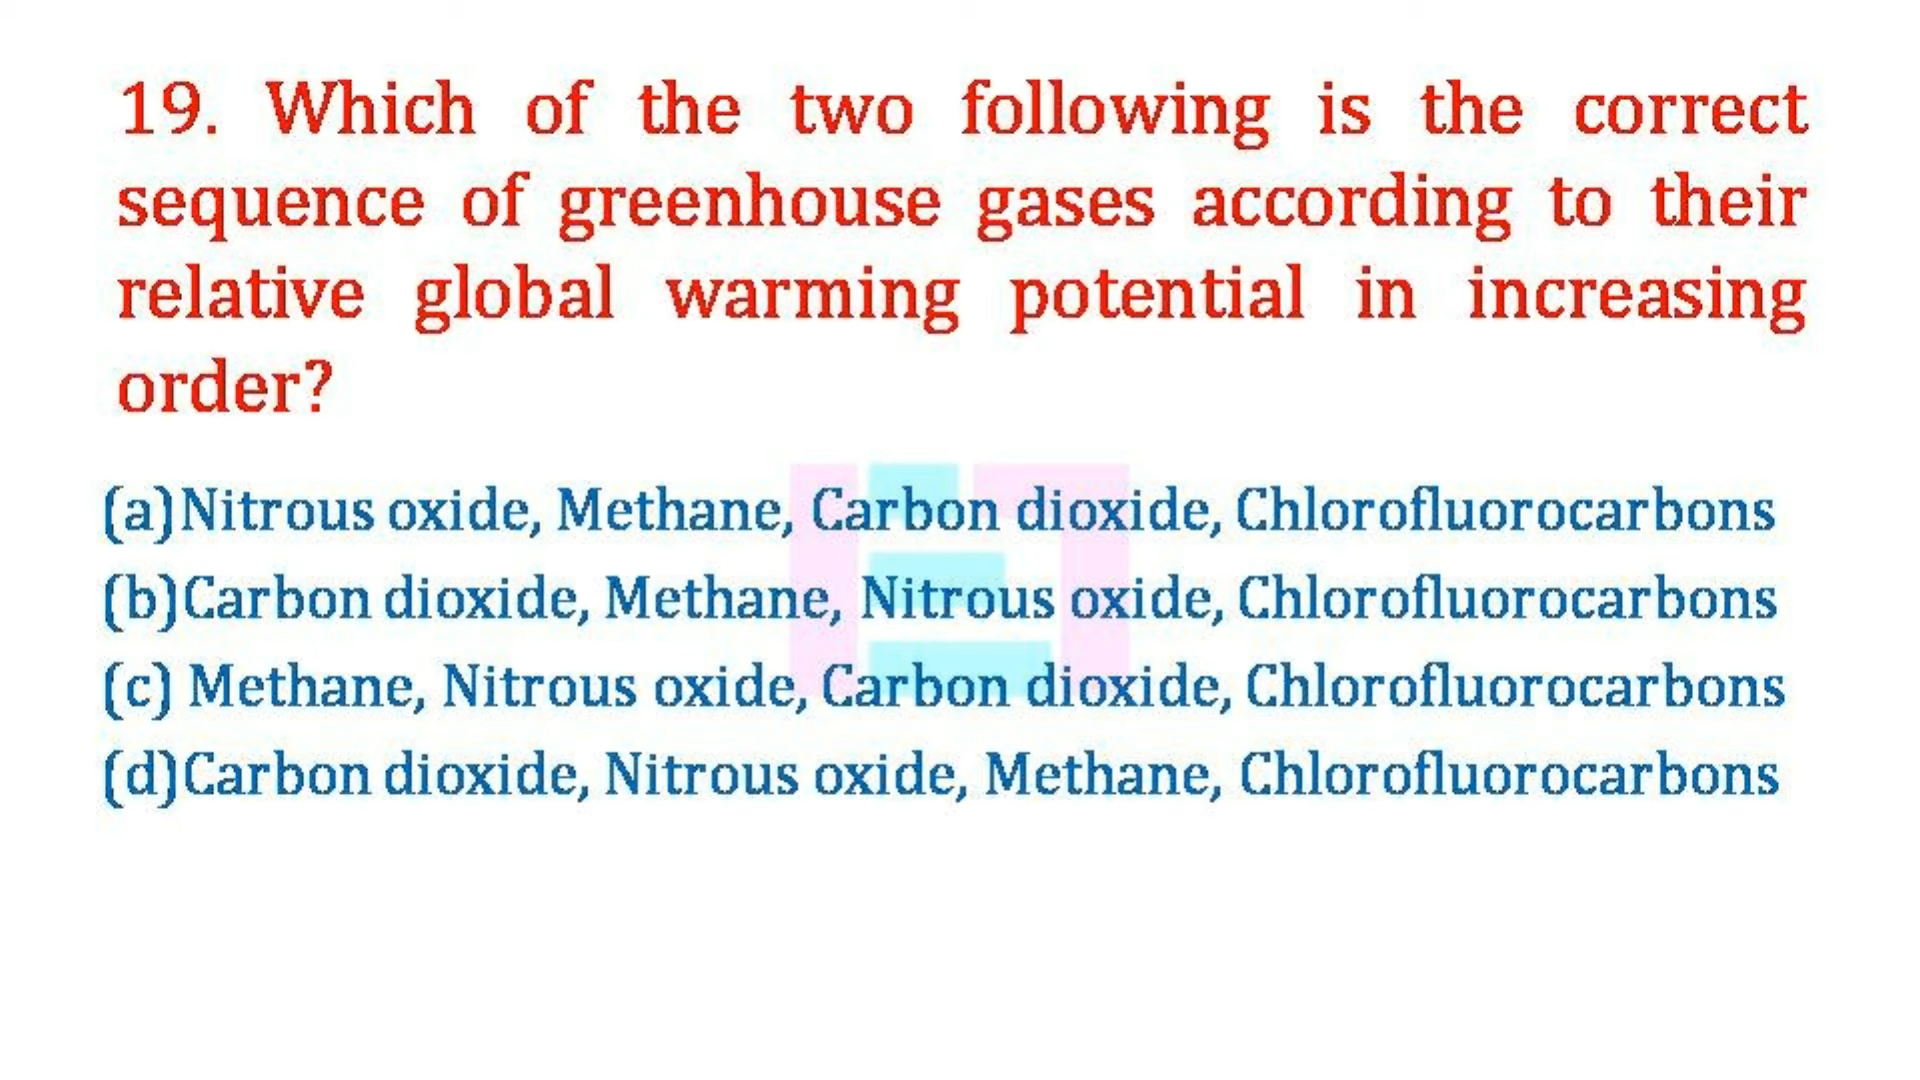 19. Which of the two following is the correct
sequence of greenhouse gases according to their
relative global warming potential in increasing
order?
(a)Nitrous oxide, Methane, Carbon dioxide, Chlorofluorocarbons
(b)Carbon dioxide, Methane, Nitrous oxide, Chlorofluorocarbons
(c) Methane, Nitrous oxide, Carbon dioxide, Chlorofluorocarbons
(d)Carbon dioxide, Nitrous oxide, Methane, Chlorofluorocarbons